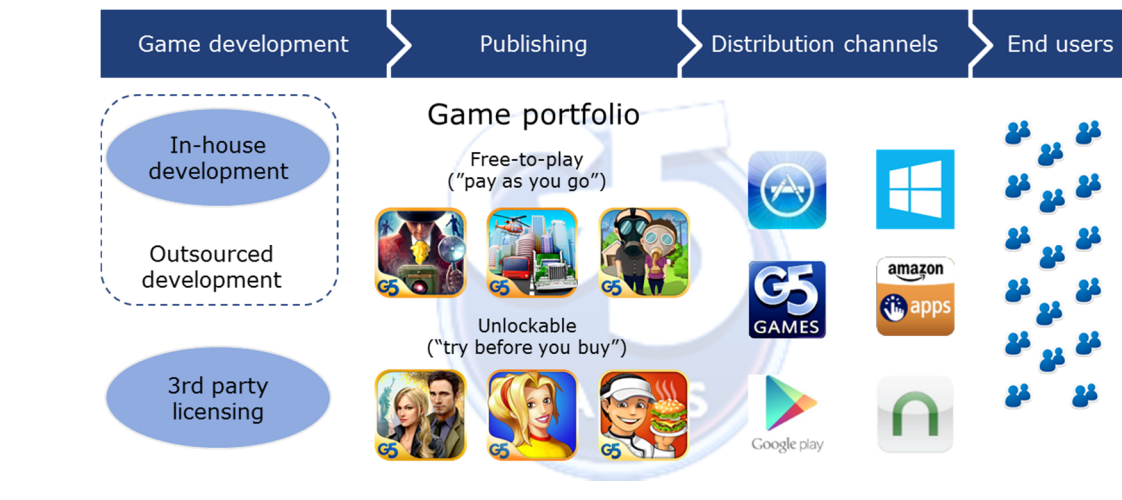 Game development
Publishing
Distribution channels
End users
In-house
development
Outsourced
development
3rd party
licensing
Game portfolio
Free-to-play
(”pay as you go”)
G5
G5
G5
Unlockable
(“try before you buy”)
G5
G5
G5
G5
GAMES
Google play
amazon
apps
n
G5